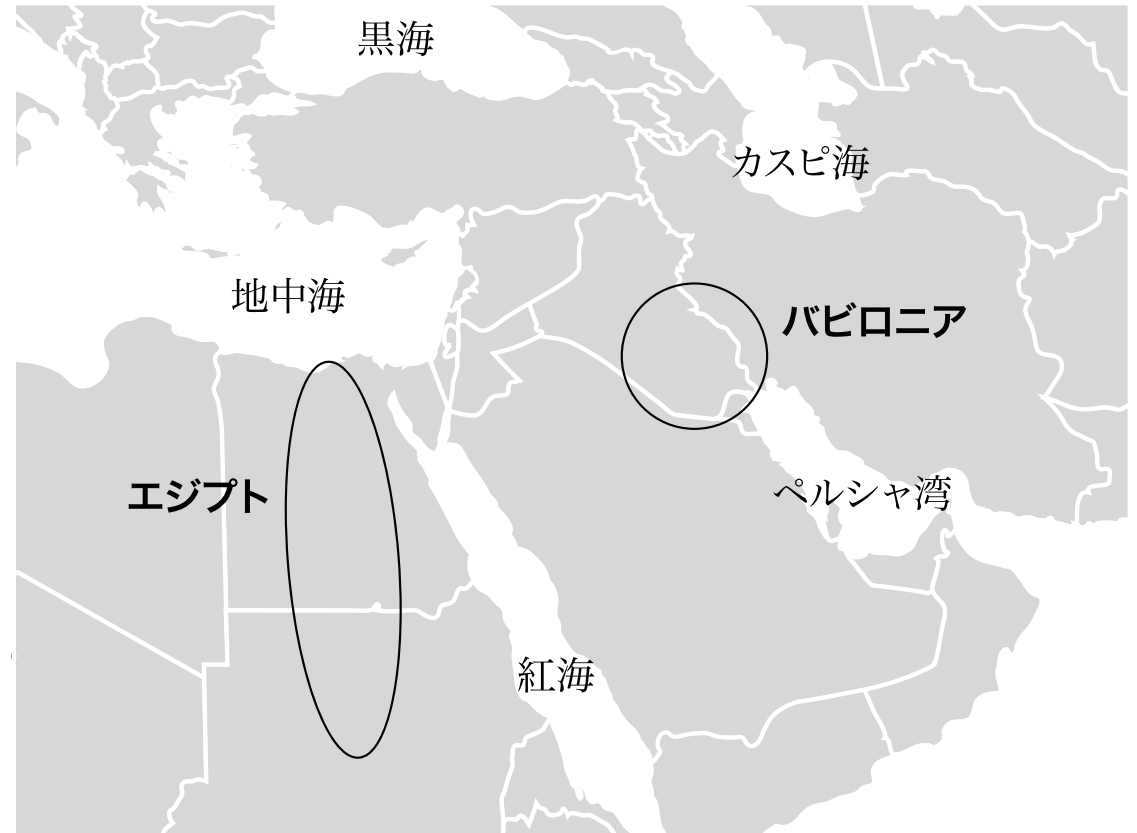 黒海
カスピ海
地中海
バビロニア
エジプト
ペルシャ湾
紅海